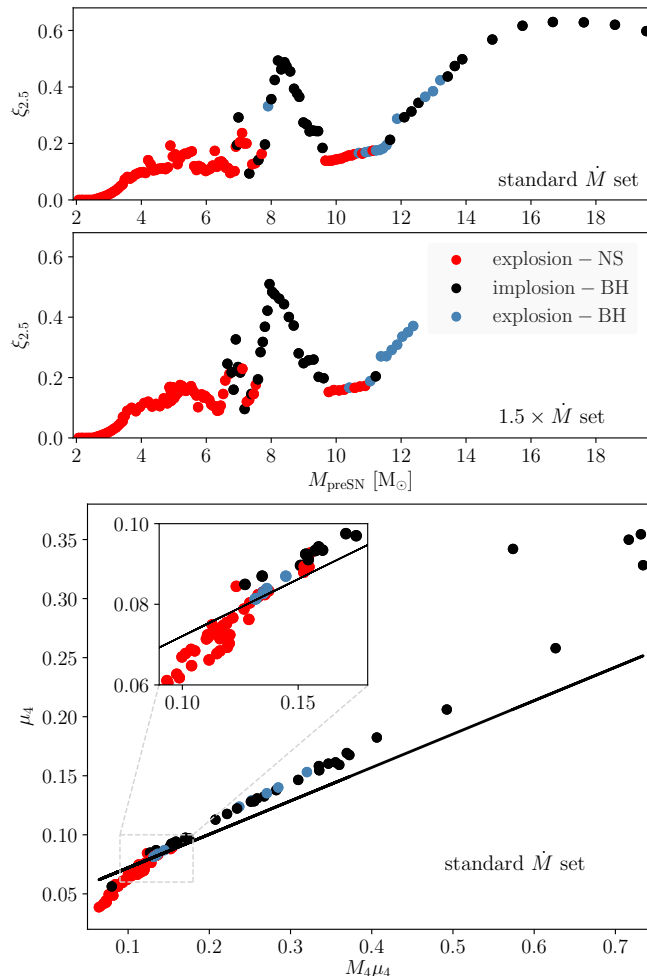 0.6
0.4
0.2
0.0
ξ2.5
2 4 6 8 10 12 14 16 18
standard Ṁ set
0.6
0.4
0.2
0.0
ξ2.5
explosion − NS
implosion − BH
explosion − BH
1.5 × Ṁ set
2 4 6 8 10 12 14 16 18
MpreSN [M⊙]
0.35
0.30
0.25
0.20
0.15
0.10
0.05
μ4
0.10
0.08
0.06
0.10 0.15
standard Ṁ set
0.1 0.2 0.3 0.4 0.5 0.6 0.7
M4μ4